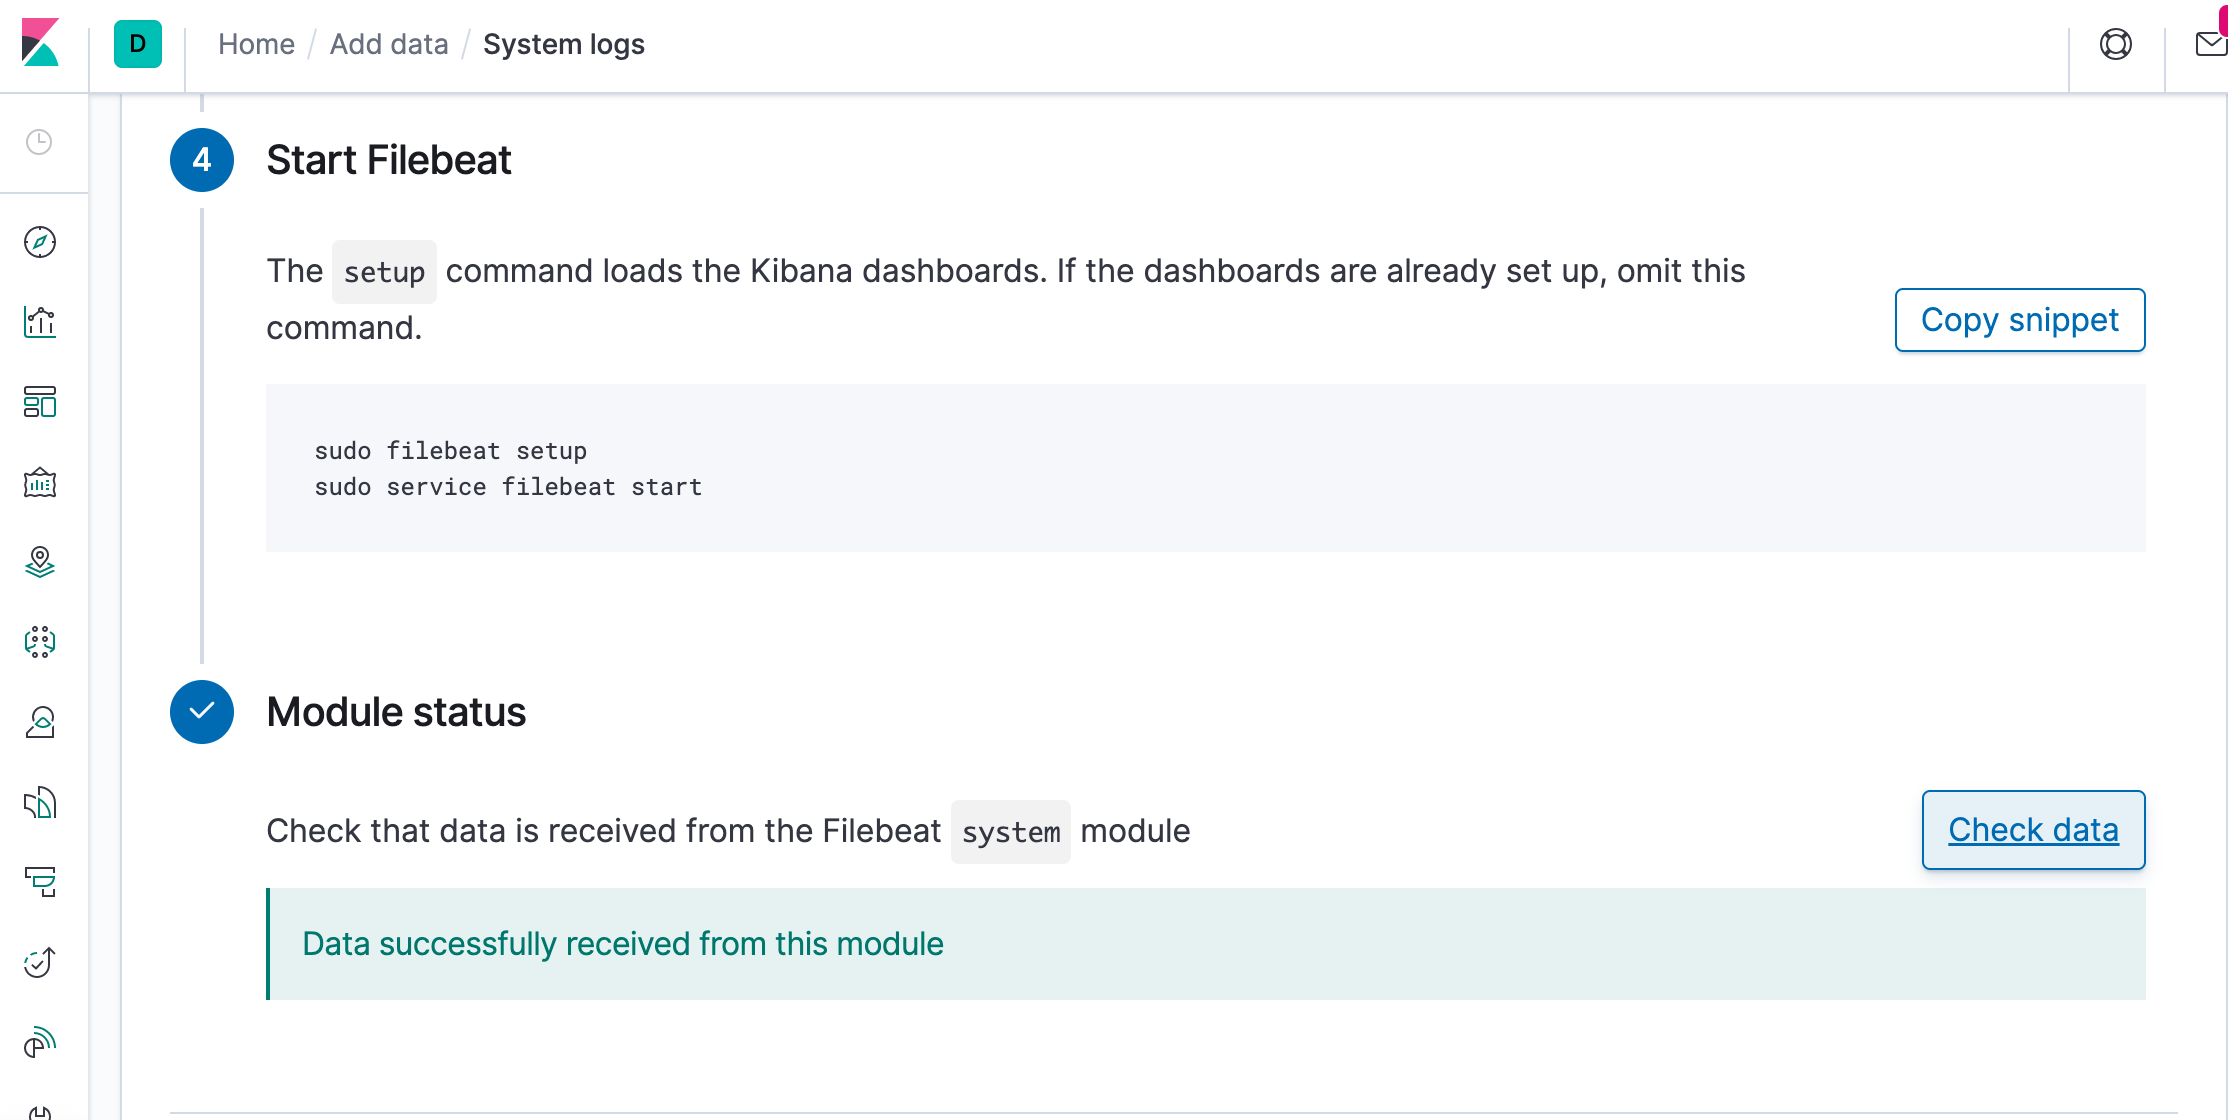 D
Home / Add data / System logs
4
Start Filebeat
The setup command loads the Kibana dashboards. If the dashboards are already set up, omit this
command.
Copy snippet
sudo filebeat setup
sudo service filebeat start
Module status
Check that data is received from the Filebeat system module
Check data
Data successfully received from this module